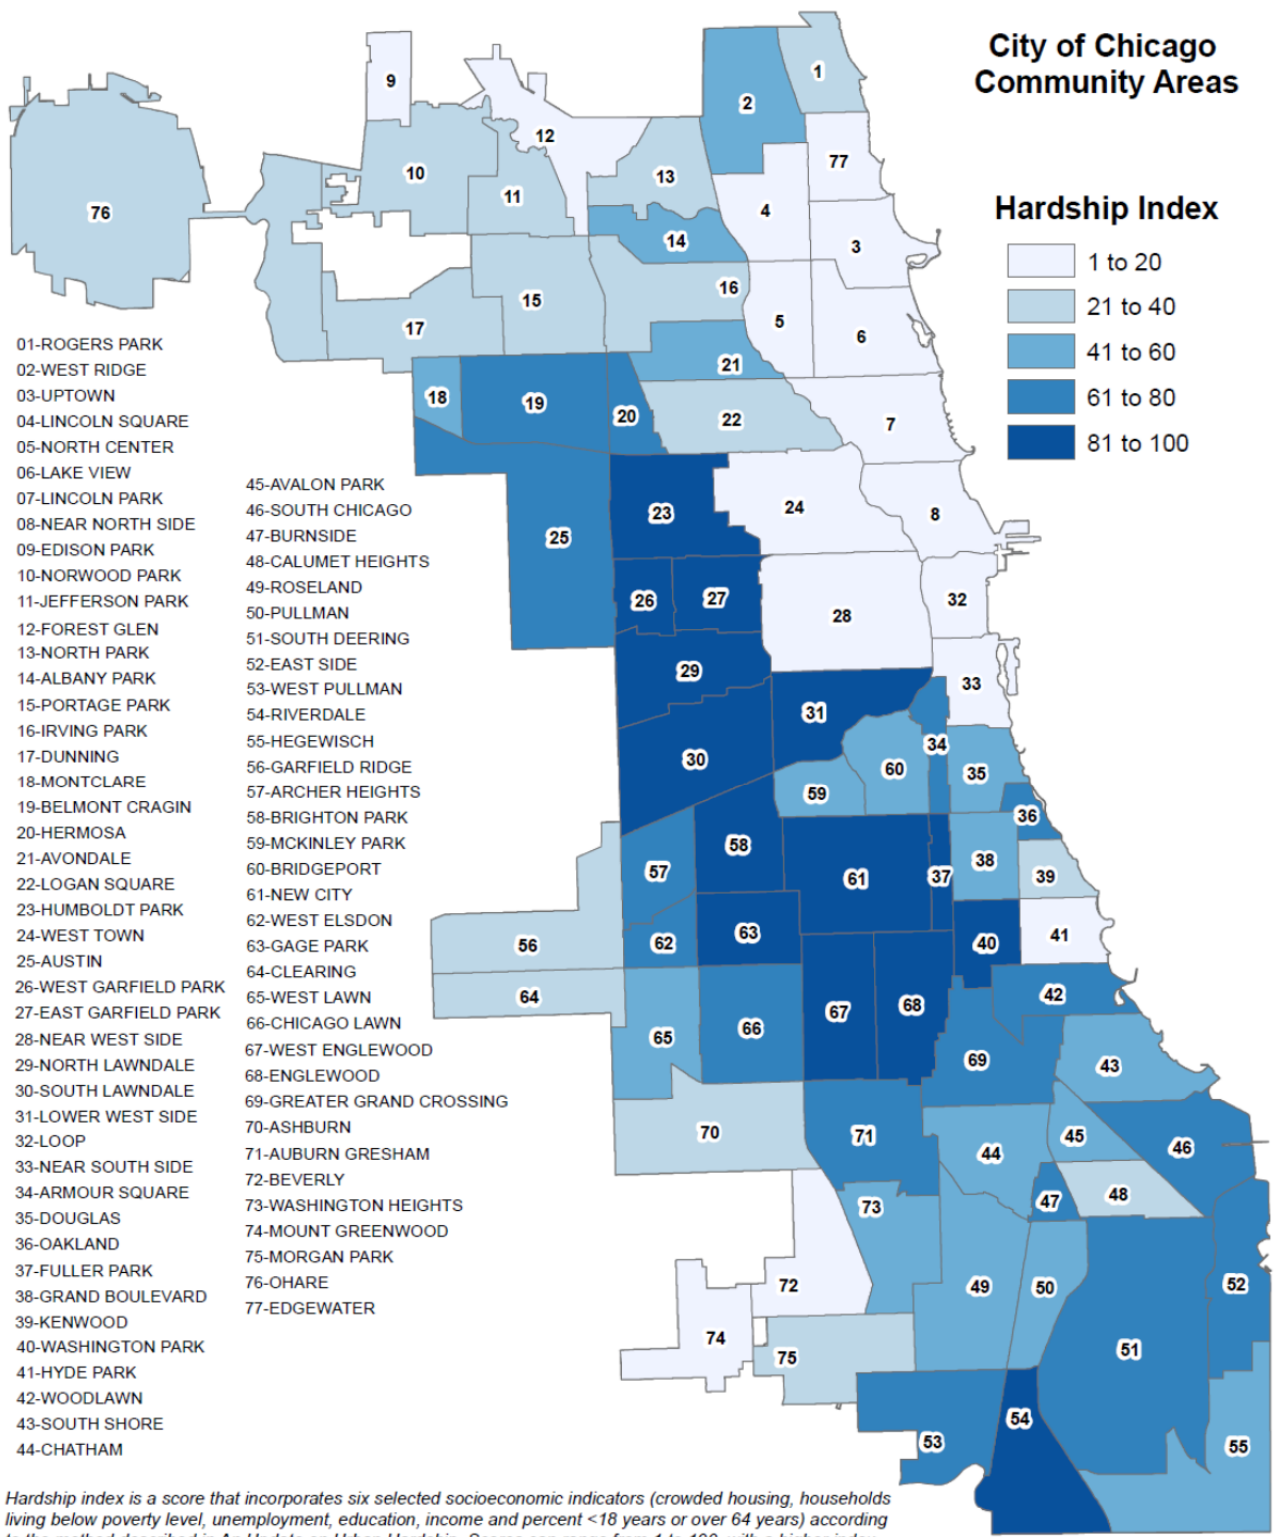 City of Chicago
Community Areas
Hardship Index
1 to 20
21 to 40
41 to 60
61 to 80
81 to 100
9
1
2
12
77
10
13
11
76
4
14
3
16
15
5
17
6
21
18
19
20
22
7
23
24
8
25
26
27
28
32
29
33
31
34
30
60
35
59
36
58
38
57
61
37
39
63
40
41
56
62
64
42
67
68
66
65
69
43
70
71
44
45
46
48
47
73
72
49
50
52
74
75
51
54
53
55
01-ROGERS PARK
02-WEST RIDGE
03-UPTOWN
04-LINCOLN SQUARE
05-NORTH CENTER
06-LAKE VIEW
07-LINCOLN PARK
08-NEAR NORTH SIDE
09-EDISON PARK
10-NORWOOD PARK
11-JEFFERSON PARK
12-FOREST GLEN
13-NORTH PARK
14-ALBANY PARK
15-PORTAGE PARK
16-IRVING PARK
17-DUNNING
18-MONTCLARE
19-BELMONT CRAGIN
20-HERMOSA
21-AVONDALE
22-LOGAN SQUARE
23-HUMBOLDT PARK
24-WEST TOWN
25-AUSTIN
26-WEST GARFIELD PARK
27-EAST GARFIELD PARK
28-NEAR WEST SIDE
29-NORTH LAWNDALE
30-SOUTH LAWNDALE
31-LOWER WEST SIDE
32-LOOP
33-NEAR SOUTH SIDE
34-ARMOUR SQUARE
35-DOUGLAS
36-OAKLAND
37-FULLER PARK
38-GRAND BOULEVARD
39-KENWOOD
40-WASHINGTON PARK
41-HYDE PARK
42-WOODLAWN
43-SOUTH SHORE
44-CHATHAM
45-AVALON PARK
46-SOUTH CHICAGO
47-BURNSIDE
48-CALUMET HEIGHTS
49-ROSELAND
50-PULLMAN
51-SOUTH DEERING
52-EAST SIDE
53-WEST PULLMAN
54-RIVERDALE
55-HEGEWISCH
56-GARFIELD RIDGE
57-ARCHER HEIGHTS
58-BRIGHTON PARK
59-MCKINLEY PARK
60-BRIDGEPORT
61-NEW CITY
62-WEST ELSDON
63-GAGE PARK
64-CLEARING
65-WEST LAWN
66-CHICAGO LAWN
67-WEST ENGLEWOOD
68-ENGLEWOOD
69-GREATER GRAND CROSSING
70-ASHBURN
71-AUBURN GRESHAM
72-BEVERLY
73-WASHINGTON HEIGHTS
74-MOUNT GREENWOOD
75-MORGAN PARK
76-OHARE
77-EDGEWATER
Hardship index is a score that incorporates six selected socioeconomic indicators (crowded housing, households
living below poverty level, unemployment, education, income and percent <18 years or over 64 years) according